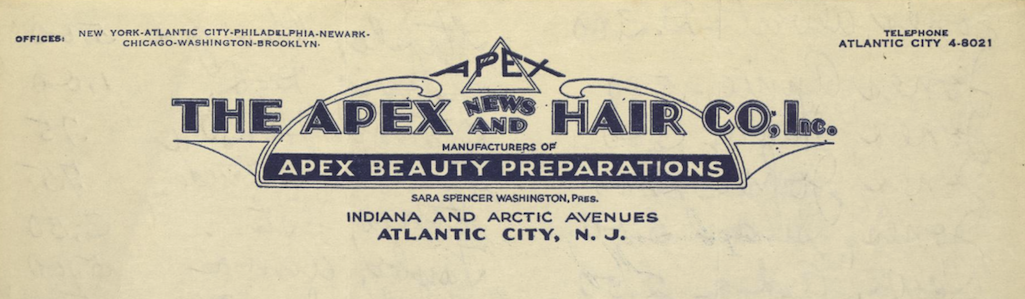 OFFICES: NEW YORK-ATLANTIC CITY-PHILADELPHIA-NEWARK-
CHICAGO-WASHINGTON-BROOKLYN.
TELEPHONE
ATLANTIC CITY 4-8021
APEX
THE APEX NEWS AND HAIR CO., Inc.
MANUFACTURERS OF
APEX BEAUTY PREPARATIONS
SARA SPENCER WASHINGTON, PRES.
INDIANA AND ARCTIC AVENUES
ATLANTIC CITY, N. J.